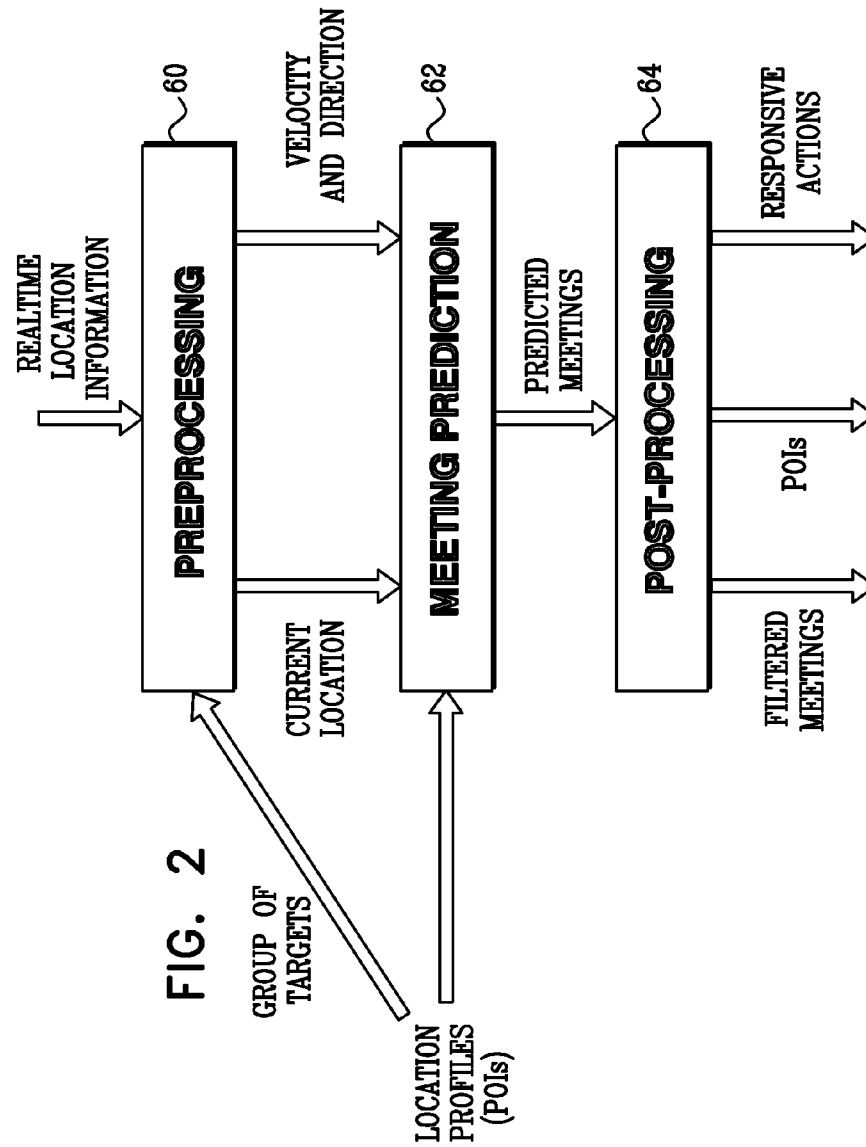 FIG. 2
REALTIME
LOCATION
INFORMATION
60
PREPROCESSING
GROUP OF
TARGETS
CURRENT
LOCATION
VELOCITY
AND DIRECTION
LOCATION
PROFILES
(POIs)
62
MEETING PREDICTION
PREDICTED
MEETINGS
64
POST-PROCESSING
FILTERED
MEETINGS
POIs
RESPONSIVE
ACTIONS